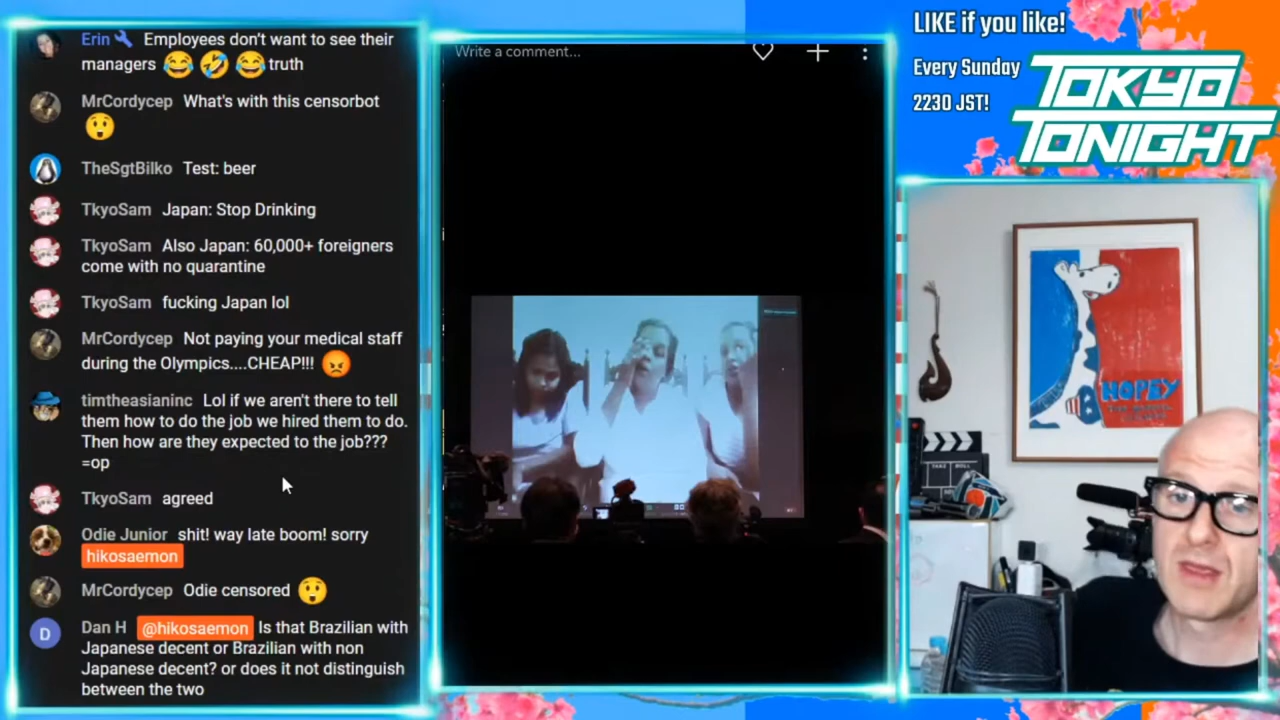 Erin Employees don't want to see their
managers 😂 🤣 😂 truth
MrCordycep What's with this censorbot
😲
TheSgtBilko Test: beer
TkyoSam Japan: Stop Drinking
TkyoSam Also Japan: 60,000+ foreigners
come with no quarantine
TkyoSam fucking Japan lol
MrCordycep Not paying your medical staff
during the Olympics....CHEAP!!! 😡
timtheasianinc Lol if we aren't there to tell
them how to do the job we hired them to do.
Then how are they expected to the job???
=op
TkyoSam agreed
Odie Junior shit! way late boom! sorry
hikosaemon
MrCordycep Odie censored 😲
D
Dan H @hikosaemon Is that Brazilian with
Japanese decent or Brazilian with non
Japanese decent? or does it not distinguish
between the two
Write a comment...
LIKE if you like!
Every Sunday
2230 JST!
TOKYO
TONIGHT
HOPEY